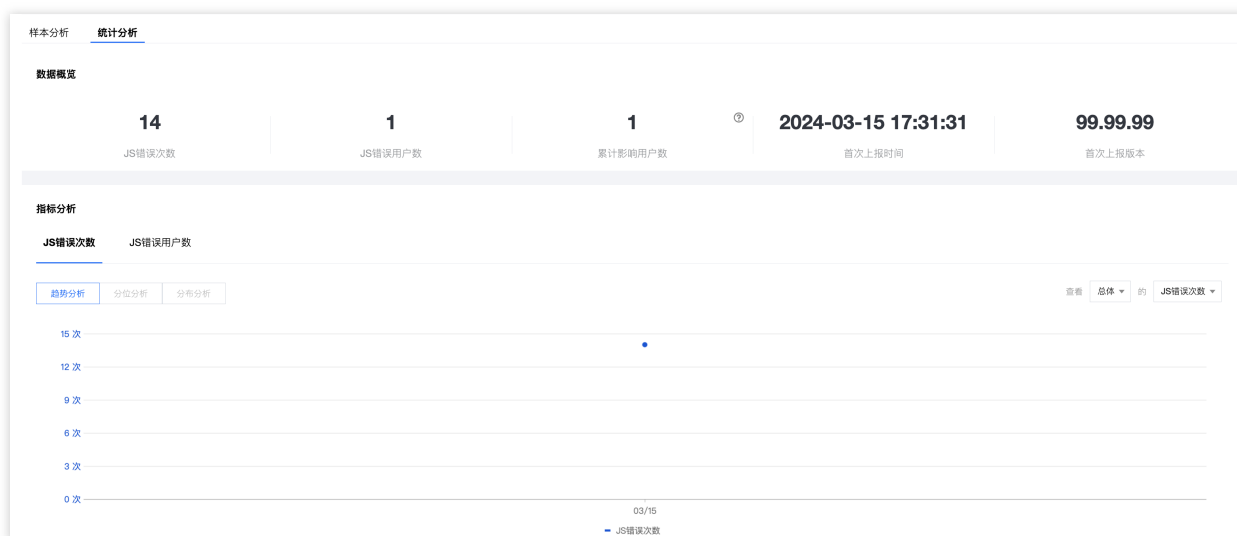 样本分析 统计分析
数据概览
14 1 1 2024-03-15 17:31:31 99.99.99
JS错误次数 JS错误用户数 累计影响用户数 首次上报时间 首次上报版本
指标分析
JS错误次数 JS错误用户数
趋势分析 分位分析 分布分析 查看 总体 的 JS错误次数
15 次
12 次
9 次
6 次
3 次
0 次
03/15
JS错误次数